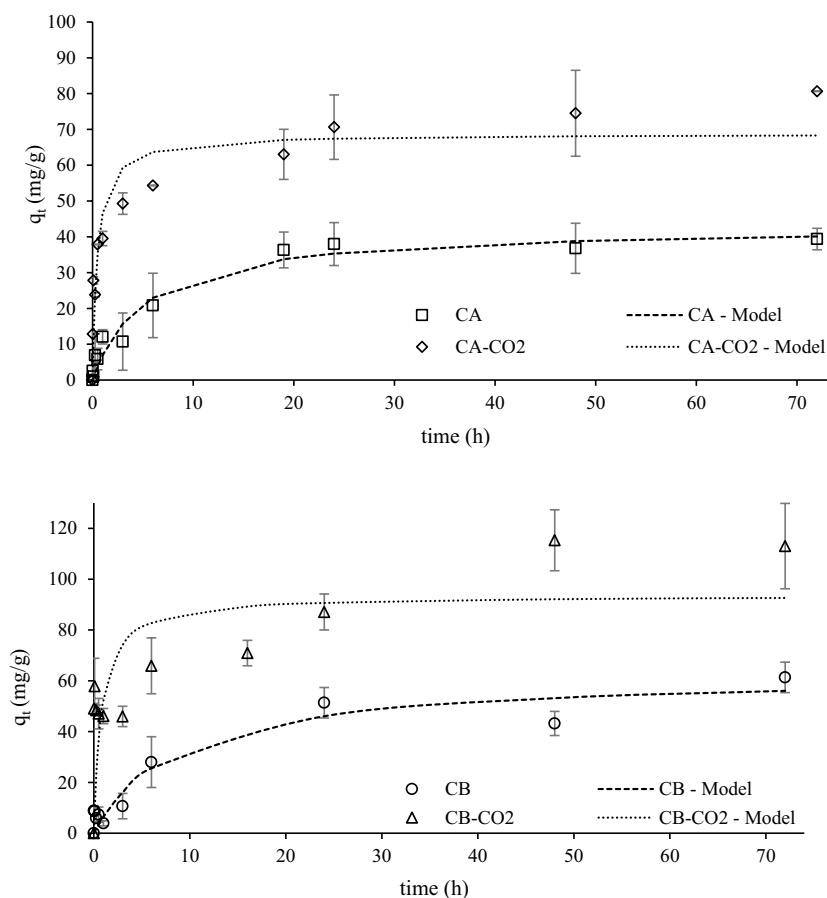 100
90
80
70
60
50
40
30
20
10
0
q_t (mg/g)
CA
CA - Model
CA-CO2
CA-CO2 - Model
0 10 20 30 40 50 60 70
time (h)
120
100
80
60
40
20
0
q_t (mg/g)
CB
CB - Model
CB-CO2
CB-CO2 - Model
0 10 20 30 40 50 60 70
time (h)